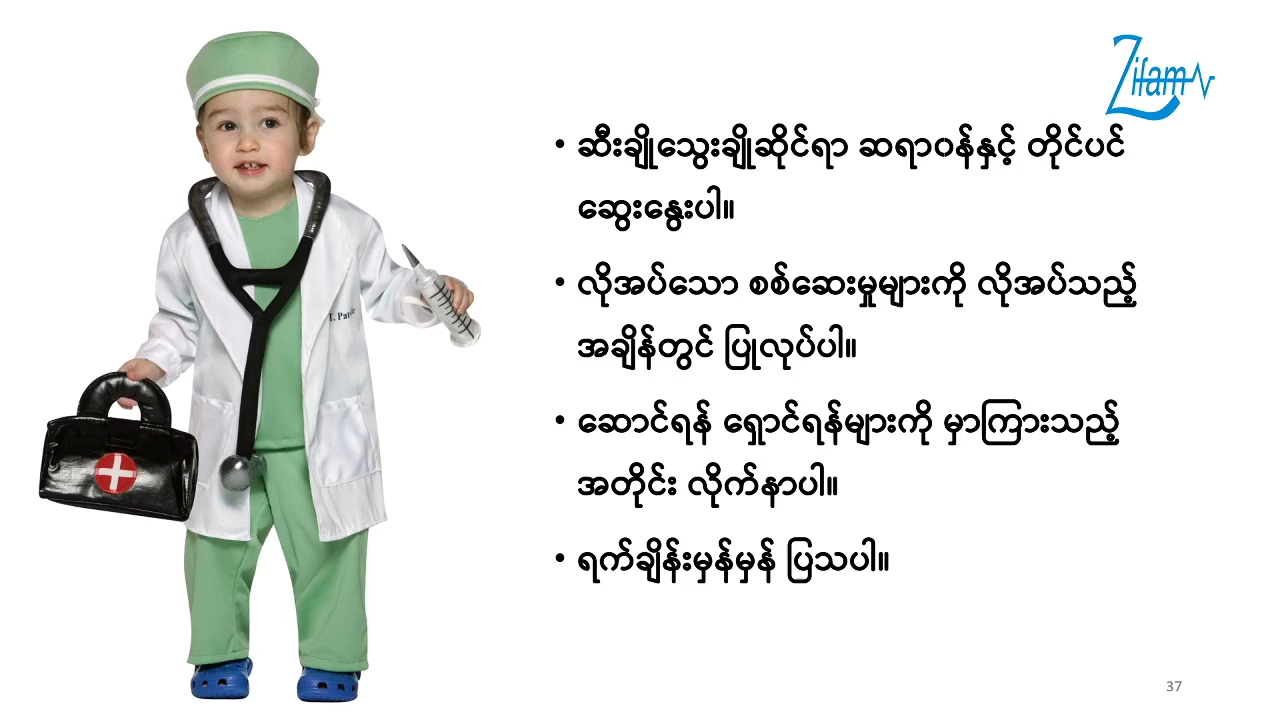 Zifam
• ဆီးချိုသွေးချိုဆိုင်ရာ ဆရာဝန်နှင့် တိုင်ပင်
ဆွေးနွေးပါ။
• လိုအပ်သော စစ်ဆေးမှုများကို လိုအပ်သည့်
အချိန်တွင် ပြုလုပ်ပါ။
• ဆောင်ရန် ရှောင်ရန်များကို မှာကြားသည့်
အတိုင်း လိုက်နာပါ။
• ရက်ချိန်းမှန်မှန် ပြသပါ။
37